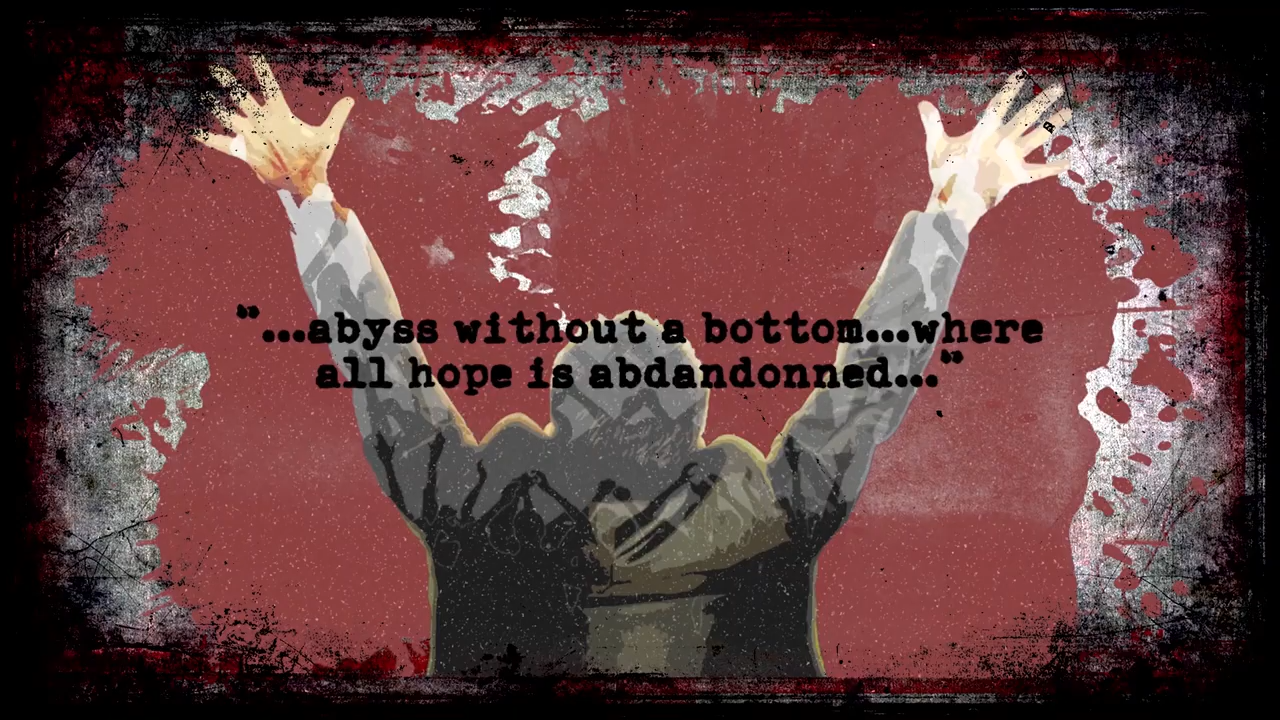 "...abyss without a bottom...where
all hope is abdandonned..."